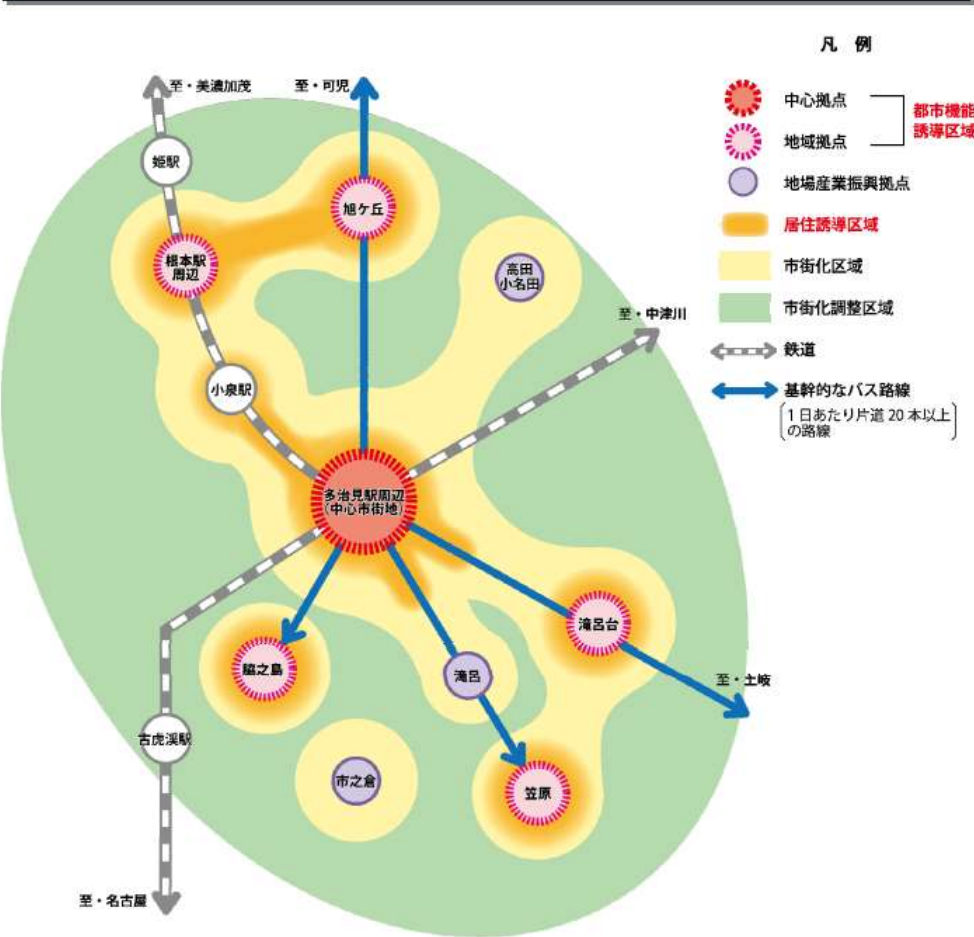 凡 例
中心拠点
地域拠点
都市機能
誘導区域
地場産業振興拠点
居住誘導区域
市街化区域
市街化調整区域
鉄道
基幹的なバス路線
1日あたり片道20本以上
の路線
至・美濃加茂
至・可児
姫駅
旭ケ丘
根本駅
周辺
高田
小名田
至・中津川
小泉駅
多治見駅周辺
(中心市街地)
滝呂台
脇之島
滝呂
至・土岐
古虎渓駅
市之倉
笠原
至・名古屋